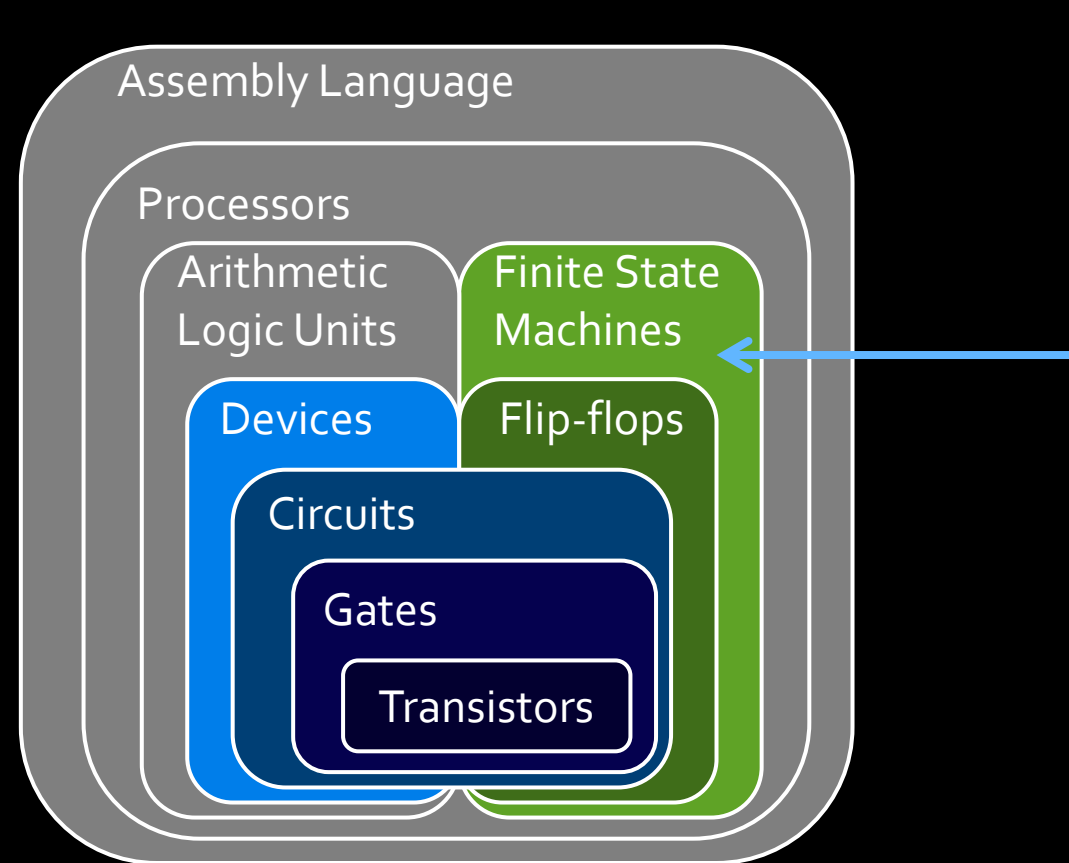 Assembly Language
Processors
Arithmetic
Logic Units
Finite State
Machines
Devices
Flip-flops
Circuits
Gates
Transistors